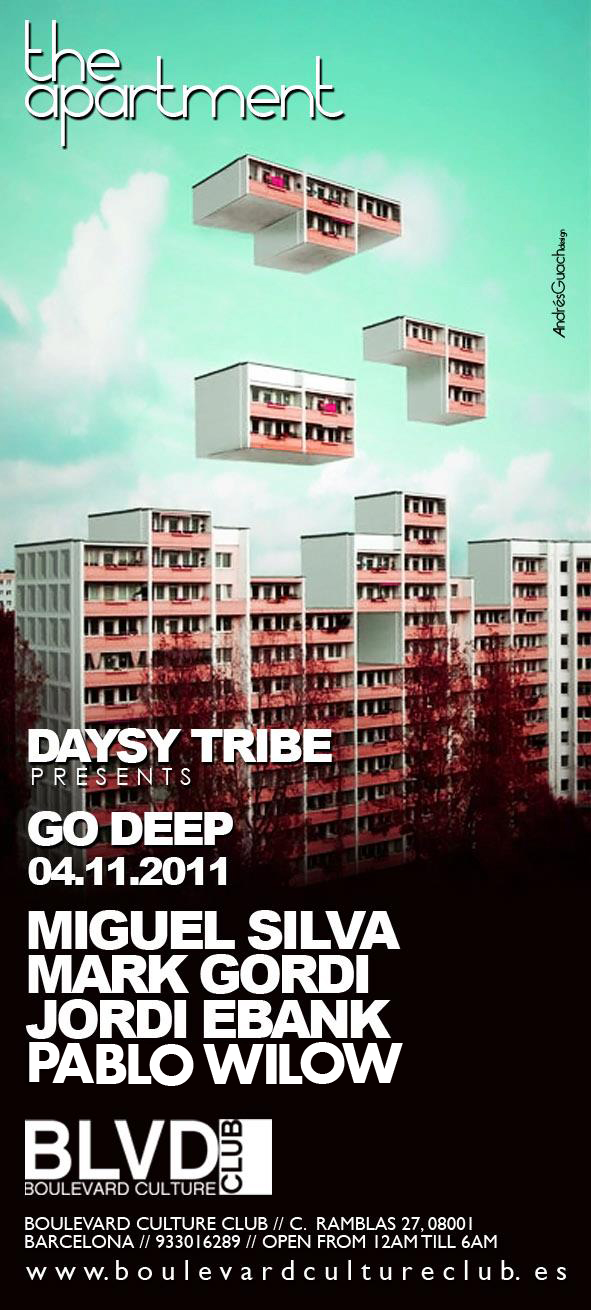 the
apartment
AndrésGuachdesign
DAYSY TRIBE
PRESENTS
GO DEEP
04.11.2011
MIGUEL SILVA
MARK GORDI
JORDI EBANK
PABLO WILOW
BLVD CLUB
BOULEVARD CULTURE
BOULEVARD CULTURE CLUB // C. RAMBLAS 27, 08001
BARCELONA // 933016289 // OPEN FROM 12AM TILL 6AM
www.boulevardcultureclub.es